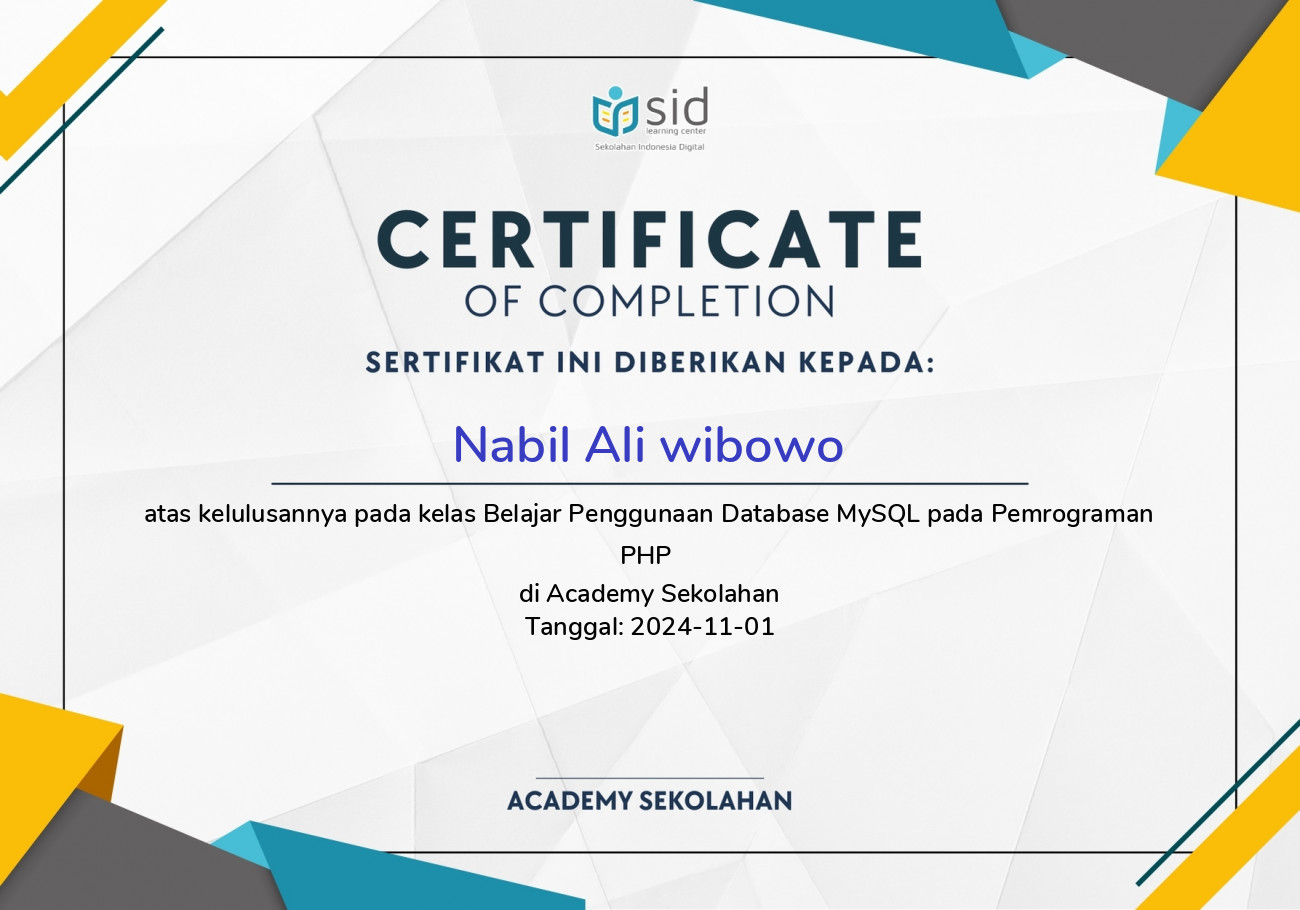 sid
learning center
Sekolahan Indonesia Digital
CERTIFICATE
OF COMPLETION
SERTIFIKAT INI DIBERIKAN KEPADA:
Nabil Ali wibowo
atas kelulusannya pada kelas Belajar Penggunaan Database MySQL pada Pemrograman
PHP
di Academy Sekolahan
Tanggal: 2024-11-01
ACADEMY SEKOLAHAN